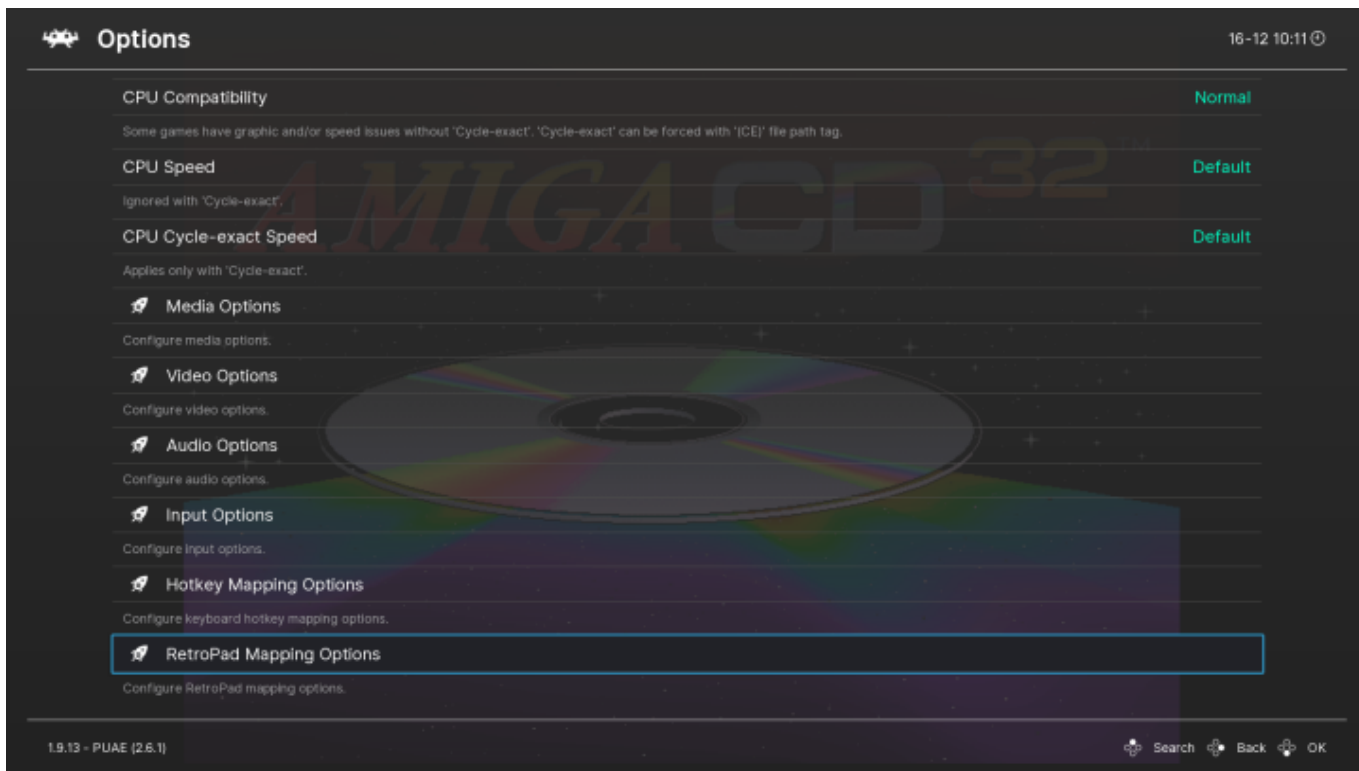 Options
16-12 10:11
CPU Compatibility
Normal
Some games have graphic and/or speed issues without 'Cycle-exact'. 'Cycle-exact' can be forced with '(CE)' file path tag.
CPU Speed
Default
Ignored with 'Cycle-exact'.
CPU Cycle-exact Speed
Default
Applies only with 'Cycle-exact'.
AMIGA CD 32 ™
Media Options
Configure media options.
Video Options
Configure video options.
Audio Options
Configure audio options.
Input Options
Configure input options.
Hotkey Mapping Options
Configure keyboard hotkey mapping options.
RetroPad Mapping Options
Configure RetroPad mapping options.
1.9.13 - PUAE (2.6.1)
Search Back OK